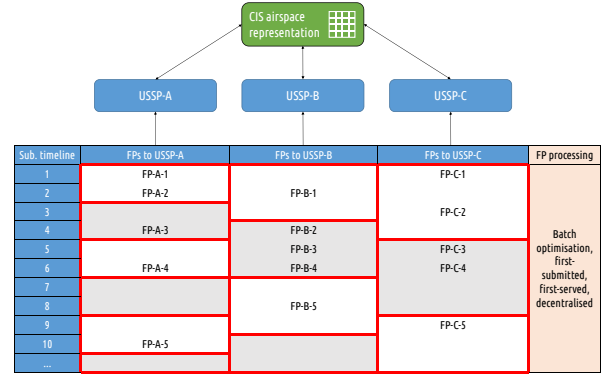 CIS airspace
representation
USSP-A
USSP-B
USSP-C
Sub. timeline FPs to USSP-A FPs to USSP-B FPs to USSP-C FP processing
1 FP-A-1 FP-C-1
2 FP-A-2 FP-B-1
3 FP-C-2
4 FP-A-3 FP-B-2
5 FP-B-3 FP-C-3
6 FP-A-4 FP-B-4 FP-C-4
7
8 FP-B-5
9 FP-C-5
10 FP-A-5
...
Batch
optimisation,
first-
submitted,
first-served,
decentralised